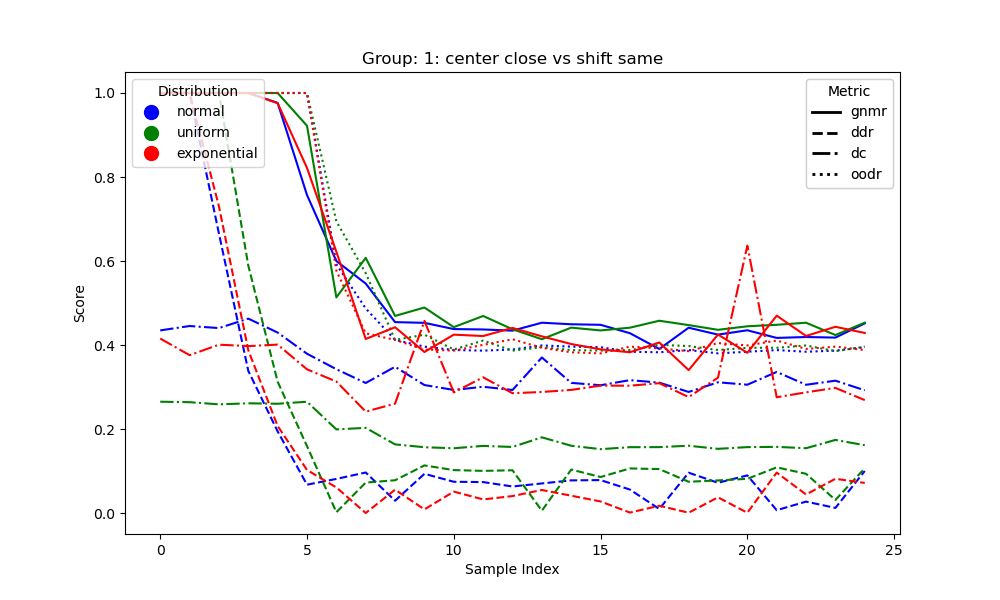 Group: 1: center close vs shift same
Distribution
normal
uniform
exponential
Metric
gnmr
ddr
dc
oodr
Score
1.0
0.8
0.6
0.4
0.2
0.0
0
5
10
15
20
25
Sample Index